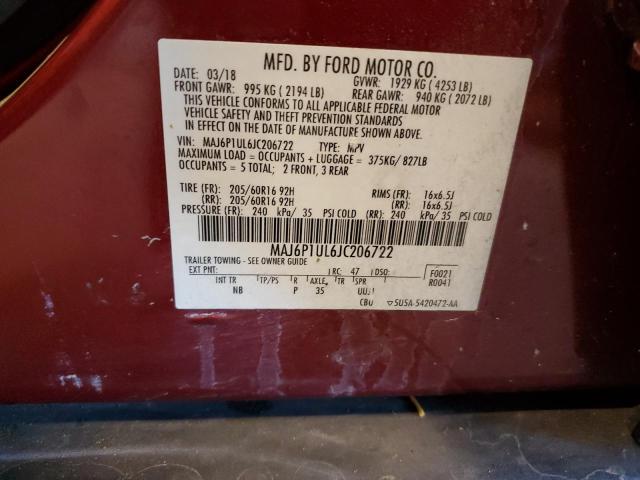 MFD. BY FORD MOTOR CO.
DATE: 03/18 GVWR: 1929 KG (4253 LB)
FRONT GAWR: 995 KG (2194 LB) REAR GAWR: 940 KG (2072 LB)
THIS VEHICLE CONFORMS TO ALL APPLICABLE FEDERAL MOTOR
VEHICLE SAFETY AND THEFT PREVENTION STANDARDS
IN EFFECT ON THE DATE OF MANUFACTURE SHOWN ABOVE.
VIN: MAJ6P1UL6JC206722 TYPE: MPV
MAXIMUM LOAD = OCCUPANTS + LUGGAGE = 375KG/827LB
OCCUPANTS = 5 TOTAL; 2 FRONT, 3 REAR
TIRE (FR): 205/60R16 92H RIMS (FR): 16x6.5J
(RR): 205/60R16 92H (RR): 16x6.5J
PRESSURE (FR): 240 kPa/ 35 PSI COLD (RR): 240 kPa/ 35 PSI COLD
MAJ6P1UL6JC206722
TRAILER TOWING - SEE OWNER GUIDE
EXT PNT: RC: 47 DSO: F0021
R0041
INT TR TP/PS R AXLE TR SPR
NB P 35 UUJ
CBU 5U5A-5420472-AA